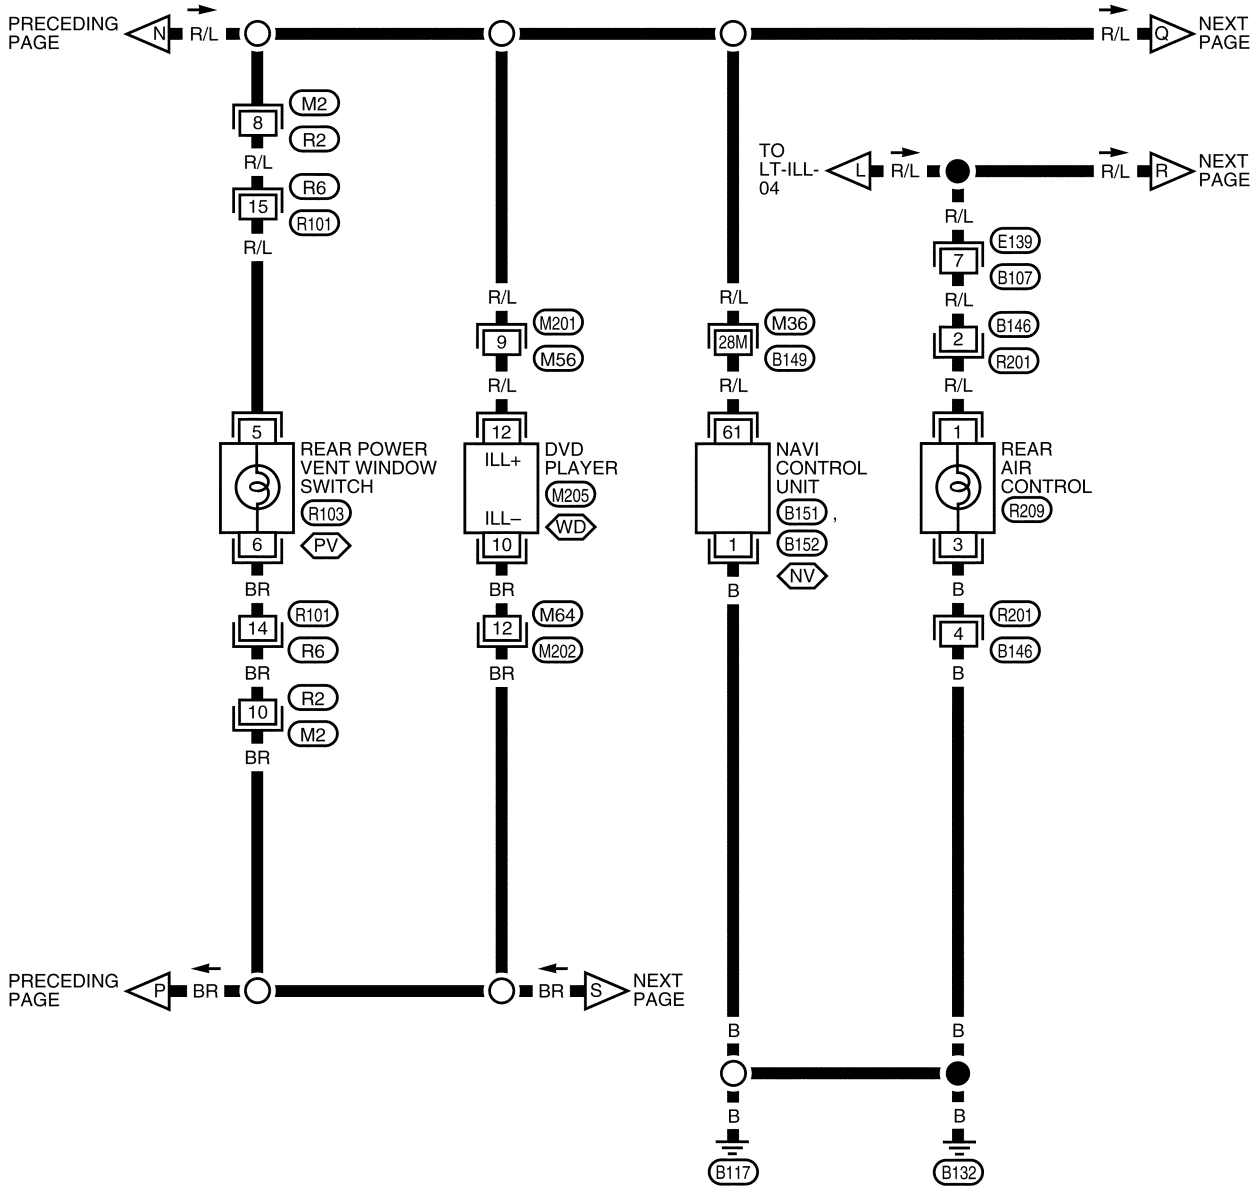 PRECEDING
PAGE
N
R/L
R/L
Q
NEXT
PAGE
8
M2
R2
R/L
15
R6
R101
R/L
TO
LT-ILL-
04
L
R/L
R/L
R
NEXT
PAGE
R/L
7
E139
B107
R/L
2
B146
R201
R/L
R/L
9
M201
M56
R/L
R/L
28M
M36
B149
R/L
5
REAR POWER
VENT WINDOW
SWITCH
R103
PV
6
12
ILL+
ILL–
10
DVD
PLAYER
M205
WD
61
1
NAVI
CONTROL
UNIT
B151 ,
B152
NV
1
3
REAR
AIR
CONTROL
R209
BR
14
R101
R6
BR
10
R2
M2
BR
BR
12
M64
M202
BR
B
B
4
R201
B146
B
PRECEDING
PAGE
P
BR
BR
S
NEXT
PAGE
B
B
B
B
B117
B132